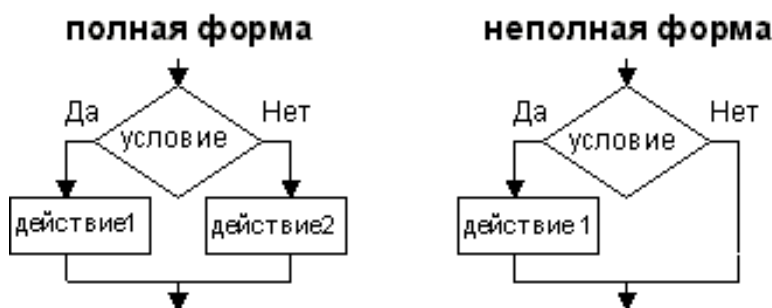 полная форма
Да
Нет
условие
действие1
действие2
неполная форма
Да
Нет
условие
действие 1